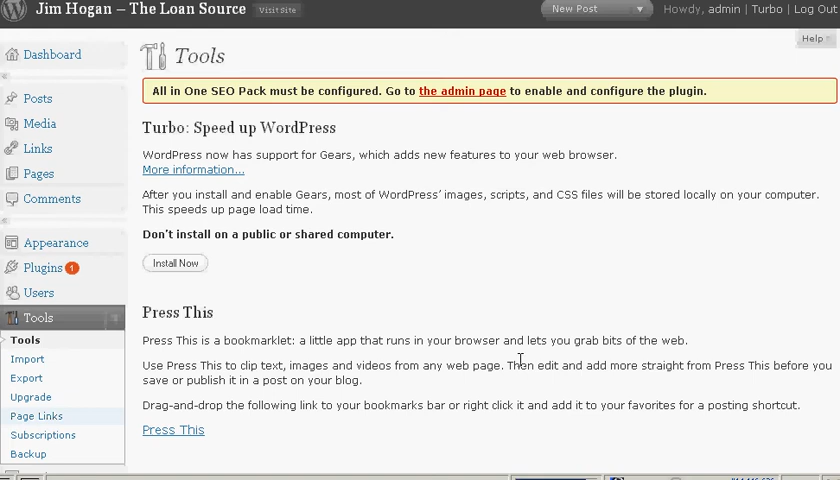 Jim Hogan – The Loan Source
Visit Site
New Post
Howdy, admin | Turbo | Log Out
Help
Dashboard
Posts
Media
Links
Pages
Comments
Appearance
Plugins 1
Users
Tools
Tools
Import
Export
Upgrade
Page Links
Subscriptions
Backup
Tools
All in One SEO Pack must be configured. Go to the admin page to enable and configure the plugin.
Turbo: Speed up WordPress
WordPress now has support for Gears, which adds new features to your web browser.
More information...
After you install and enable Gears, most of WordPress’ images, scripts, and CSS files will be stored locally on your computer.
This speeds up page load time.
Don’t install on a public or shared computer.
Install Now
Press This
Press This is a bookmarklet: a little app that runs in your browser and lets you grab bits of the web.
Use Press This to clip text, images and videos from any web page. Then edit and add more straight from Press This before you
save or publish it in a post on your blog.
Drag-and-drop the following link to your bookmarks bar or right click it and add it to your favorites for a posting shortcut.
Press This